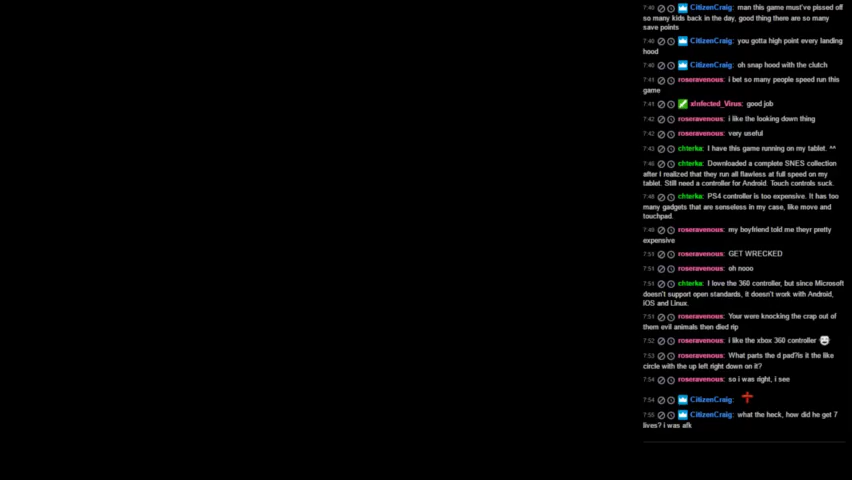 7:40 CitizenCraig: man this game must've pissed off
so many kids back in the day, good thing there are so many
save points
7:40 CitizenCraig: you gotta high point every landing
hood
7:40 CitizenCraig: oh snap hood with the clutch
7:41 roseravenous: i bet so many people speed run this
game
7:41 xInfected_Virus: good job
7:42 roseravenous: i like the looking down thing
7:42 roseravenous: very useful
7:43 chterka: I have this game running on my tablet. ^^
7:46 chterka: Downloaded a complete SNES collection
after I realized that they run all flawless at full speed on my
tablet. Still need a controller for Android. Touch controls suck.
7:48 chterka: PS4 controller is too expensive. It has too
many gadgets that are senseless in my case, like move and
touchpad.
7:49 roseravenous: my boyfriend told me theyr pretty
expensive
7:51 roseravenous: GET WRECKED
7:51 roseravenous: oh nooo
7:51 chterka: I love the 360 controller, but since Microsoft
doesn't support open standards, it doesn't work with Android,
iOS and Linux.
7:51 roseravenous: Your were knocking the crap out of
them evil animals then died rip
7:52 roseravenous: i like the xbox 360 controller
7:53 roseravenous: What parts the d pad?is it the like
circle with the up left right down on it?
7:54 roseravenous: so i was right, i see
7:54 CitizenCraig:
7:55 CitizenCraig: what the heck, how did he get 7
lives? i was afk